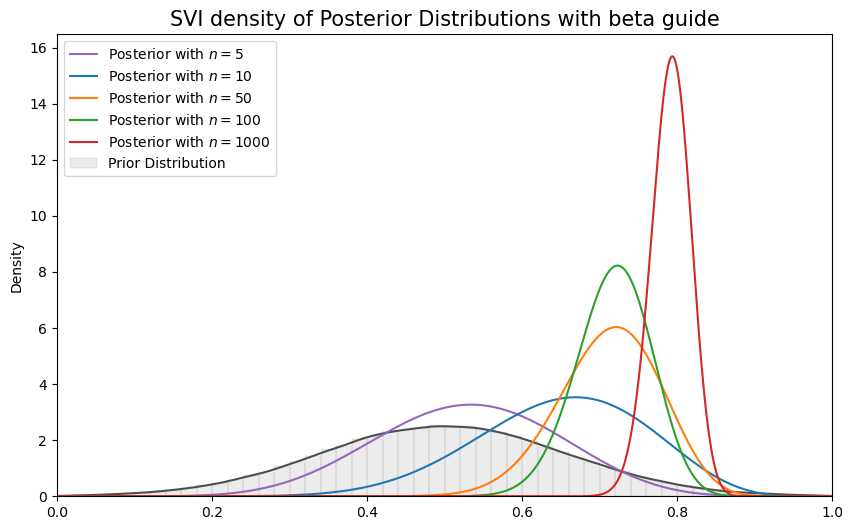 SVI density of Posterior Distributions with beta guide
Posterior with n = 5
Posterior with n = 10
Posterior with n = 50
Posterior with n = 100
Posterior with n = 1000
Prior Distribution
Density
16
14
12
10
8
6
4
2
0
0.0 0.2 0.4 0.6 0.8 1.0